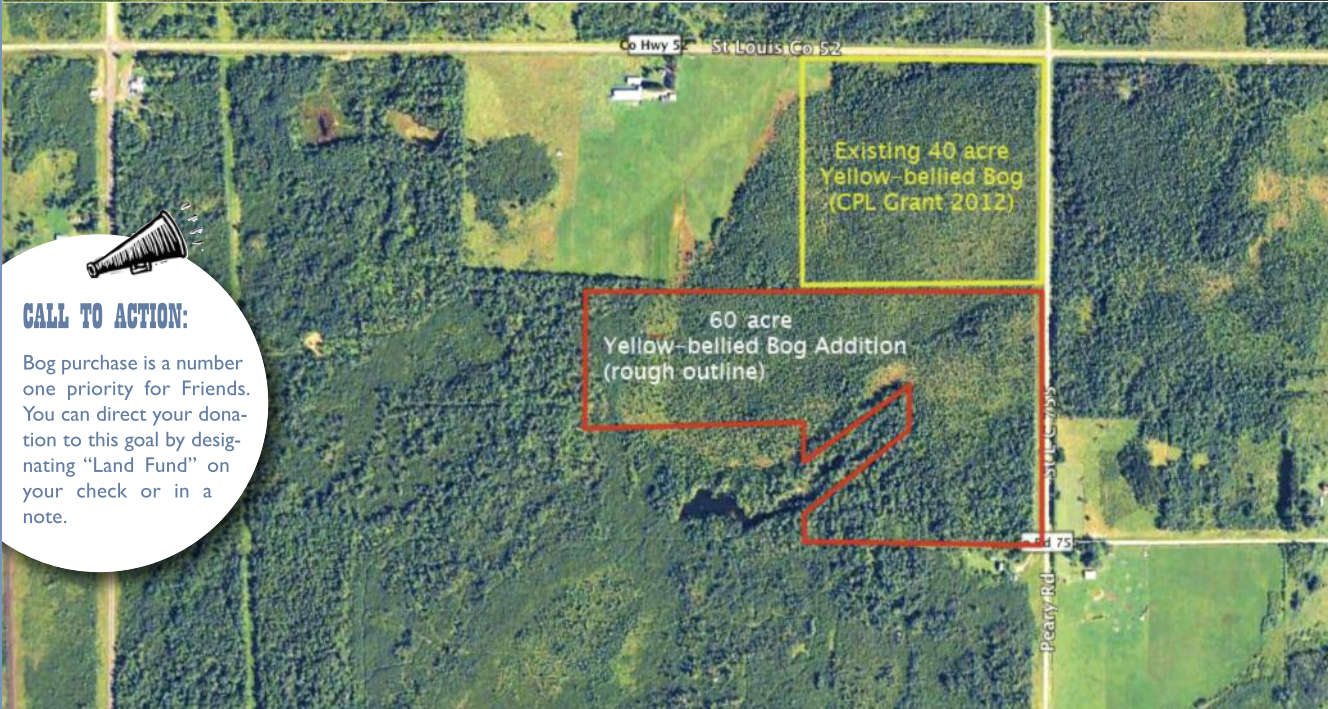 Co Hwy 52
St Louis Co 52
Existing 40 acre
Yellow-bellied Bog
(CPL Grant 2012)
60 acre
Yellow-bellied Bog Addition
(rough outline)
CALL TO ACTION:
Bog purchase is a number
one priority for Friends.
You can direct your dona-
tion to this goal by desig-
nating “Land Fund” on
your check or in a
note.
Rd 75
Peary Rd